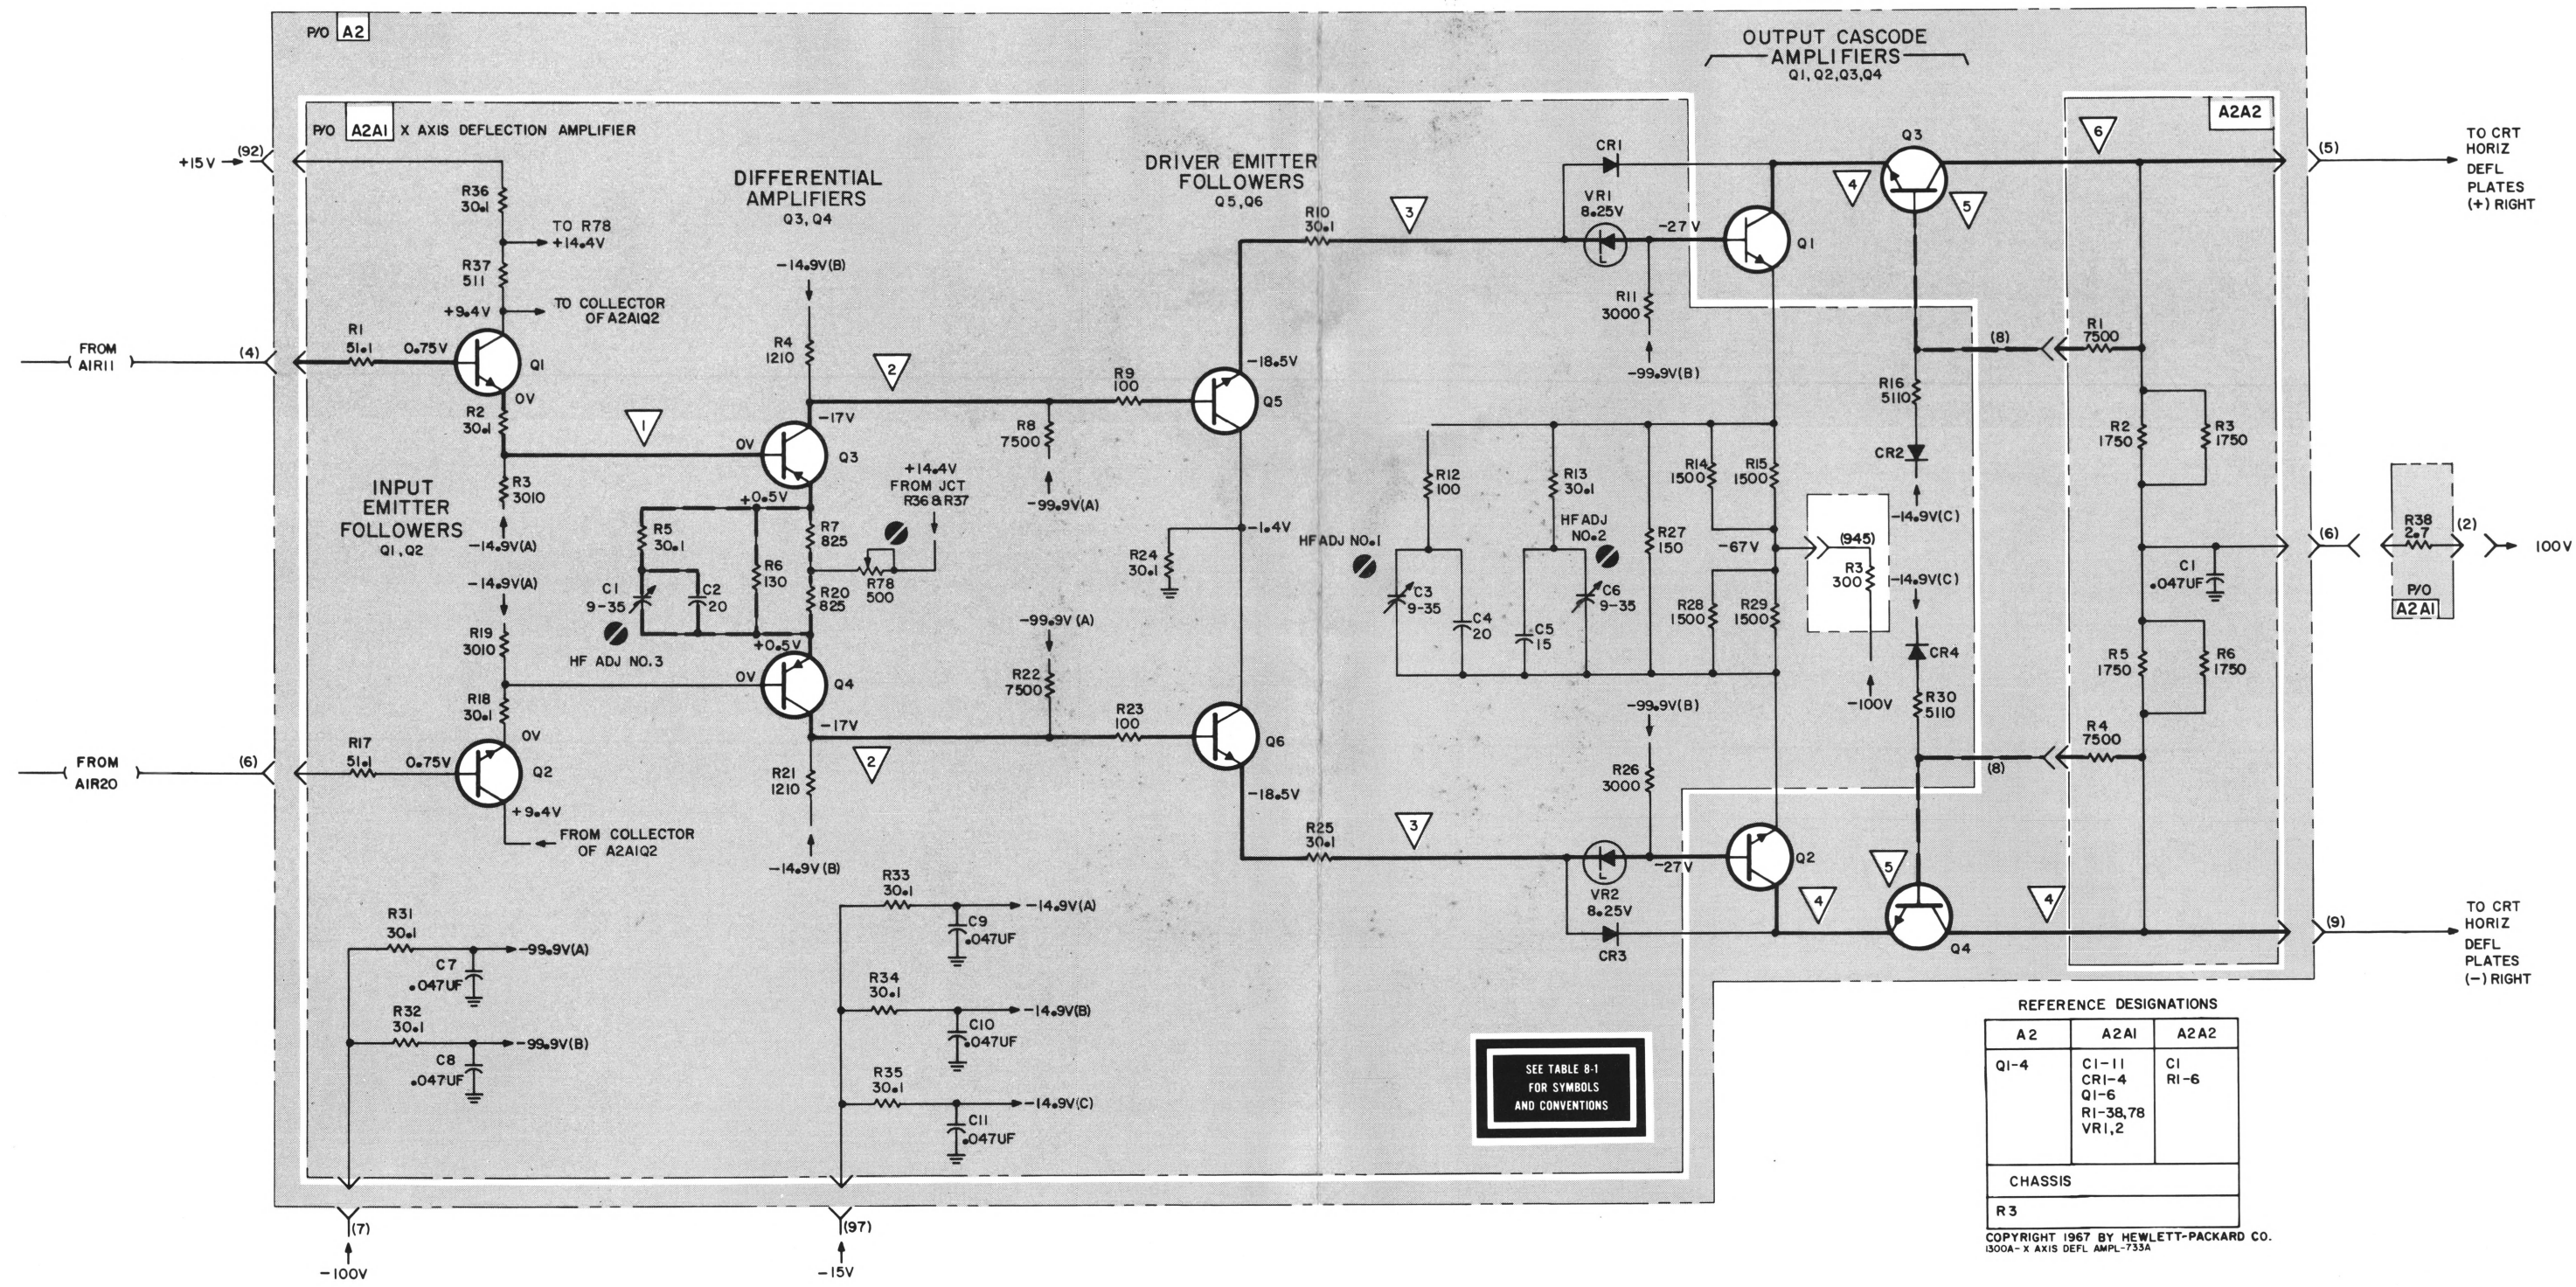 P/O A2
OUTPUT CASCODE
AMPLIFIERS
Q1, Q2,Q3,Q4
P/O A2A1 X AXIS DEFLECTION AMPLIFIER
A2A2
+15V (92)
R36
30.1
TO R78
+14.4V
R37
511
+9.4V
TO COLLECTOR
OF A2A1Q2
FROM
A1R11
(4)
R1
51.1
0.75V
Q1
0V
R2
30.1
1
R3
3010
-14.9V(A)
INPUT
EMITTER
FOLLOWERS
Q1,Q2
-14.9V(A)
R19
3010
R18
30.1
0V
FROM
A1R20
(6)
R17
51.1
0.75V
Q2
+9.4V
FROM COLLECTOR
OF A2A1Q2
DIFFERENTIAL
AMPLIFIERS
Q3, Q4
-14.9V(B)
R4
1210
2
-17V
0V
Q3
+0.5V
R5
30.1
R6
130
R7
825
R20
825
C1
9-35
C2
20
HF ADJ NO.3
+0.5V
+14.4V
FROM JCT
R36 & R37
R78
500
0V
Q4
-17V
2
R21
1210
-14.9V(B)
R8
7500
-99.9V(A)
-99.9V(A)
R22
7500
R9
100
R23
100
DRIVER EMITTER
FOLLOWERS
Q5,Q6
Q5
-18.5V
-1.4V
R24
30.1
Q6
-18.5V
R10
30.1
3
R25
30.1
3
CR1
VR1
8.25V
-27V
Q1
R11
3000
-99.9V(B)
R12
100
R13
30.1
R14
1500
R15
1500
HF ADJ NO.1
HF ADJ
NO.2
R27
150
-67V
C3
9-35
C4
20
C5
15
C6
9-35
R28
1500
R29
1500
(945)
R3
300
-100V
-99.9V(B)
R26
3000
-27V
VR2
8.25V
CR3
Q2
4
Q3
4
5
R16
5110
CR2
-14.9V(C)
-14.9V(C)
CR4
R30
5110
5
Q4
4
(8)
(8)
6
R1
7500
R2
1750
R3
1750
C1
.047UF
R5
1750
R6
1750
R4
7500
(5)
TO CRT
HORIZ
DEFL
PLATES
(+) RIGHT
(6)
R38
2.7
(2)
100V
P/O
A2A1
(9)
TO CRT
HORIZ
DEFL
PLATES
(-) RIGHT
R31
30.1
-99.9V(A)
C7
.047UF
R32
30.1
-99.9V(B)
C8
.047UF
(7)
-100V
R33
30.1
-14.9V(A)
C9
.047UF
R34
30.1
-14.9V(B)
C10
.047UF
R35
30.1
-14.9V(C)
C11
.047UF
(97)
-15V
SEE TABLE 8-1
FOR SYMBOLS
AND CONVENTIONS
REFERENCE DESIGNATIONS
A2 A2A1 A2A2
Q1-4 C1-11 C1
CR1-4 R1-6
Q1-6
R1-38,78
VR1,2
CHASSIS
R3
COPYRIGHT 1967 BY HEWLETT-PACKARD CO.
1300A-X AXIS DEFL AMPL-733A